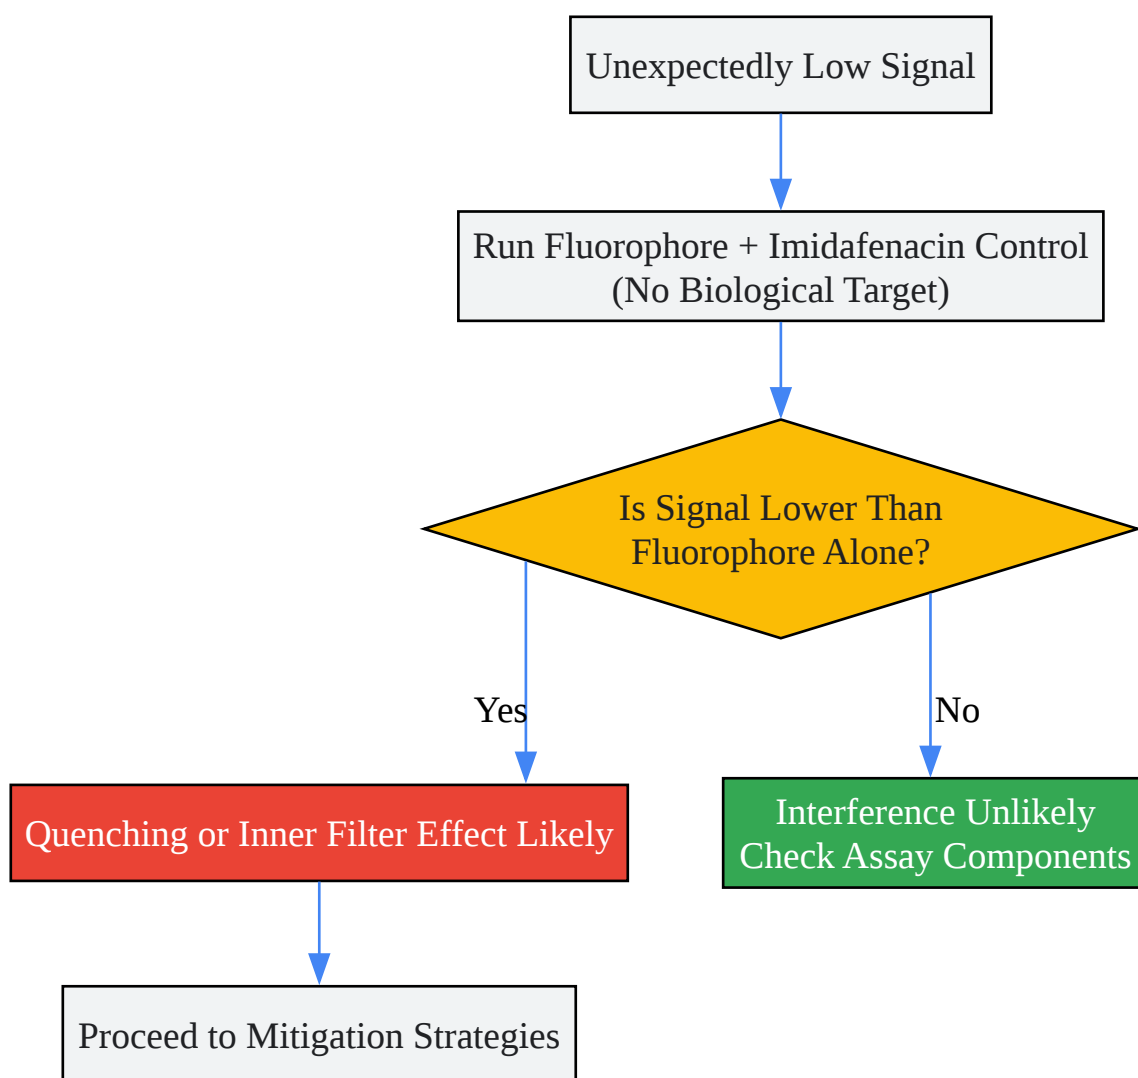 Unexpectedly Low Signal
Run Fluorophore + Imidafenacin Control
(No Biological Target)
Is Signal Lower Than
Fluorophore Alone?
Yes
No
Quenching or Inner Filter Effect Likely
Interference Unlikely
Check Assay Components
Proceed to Mitigation Strategies